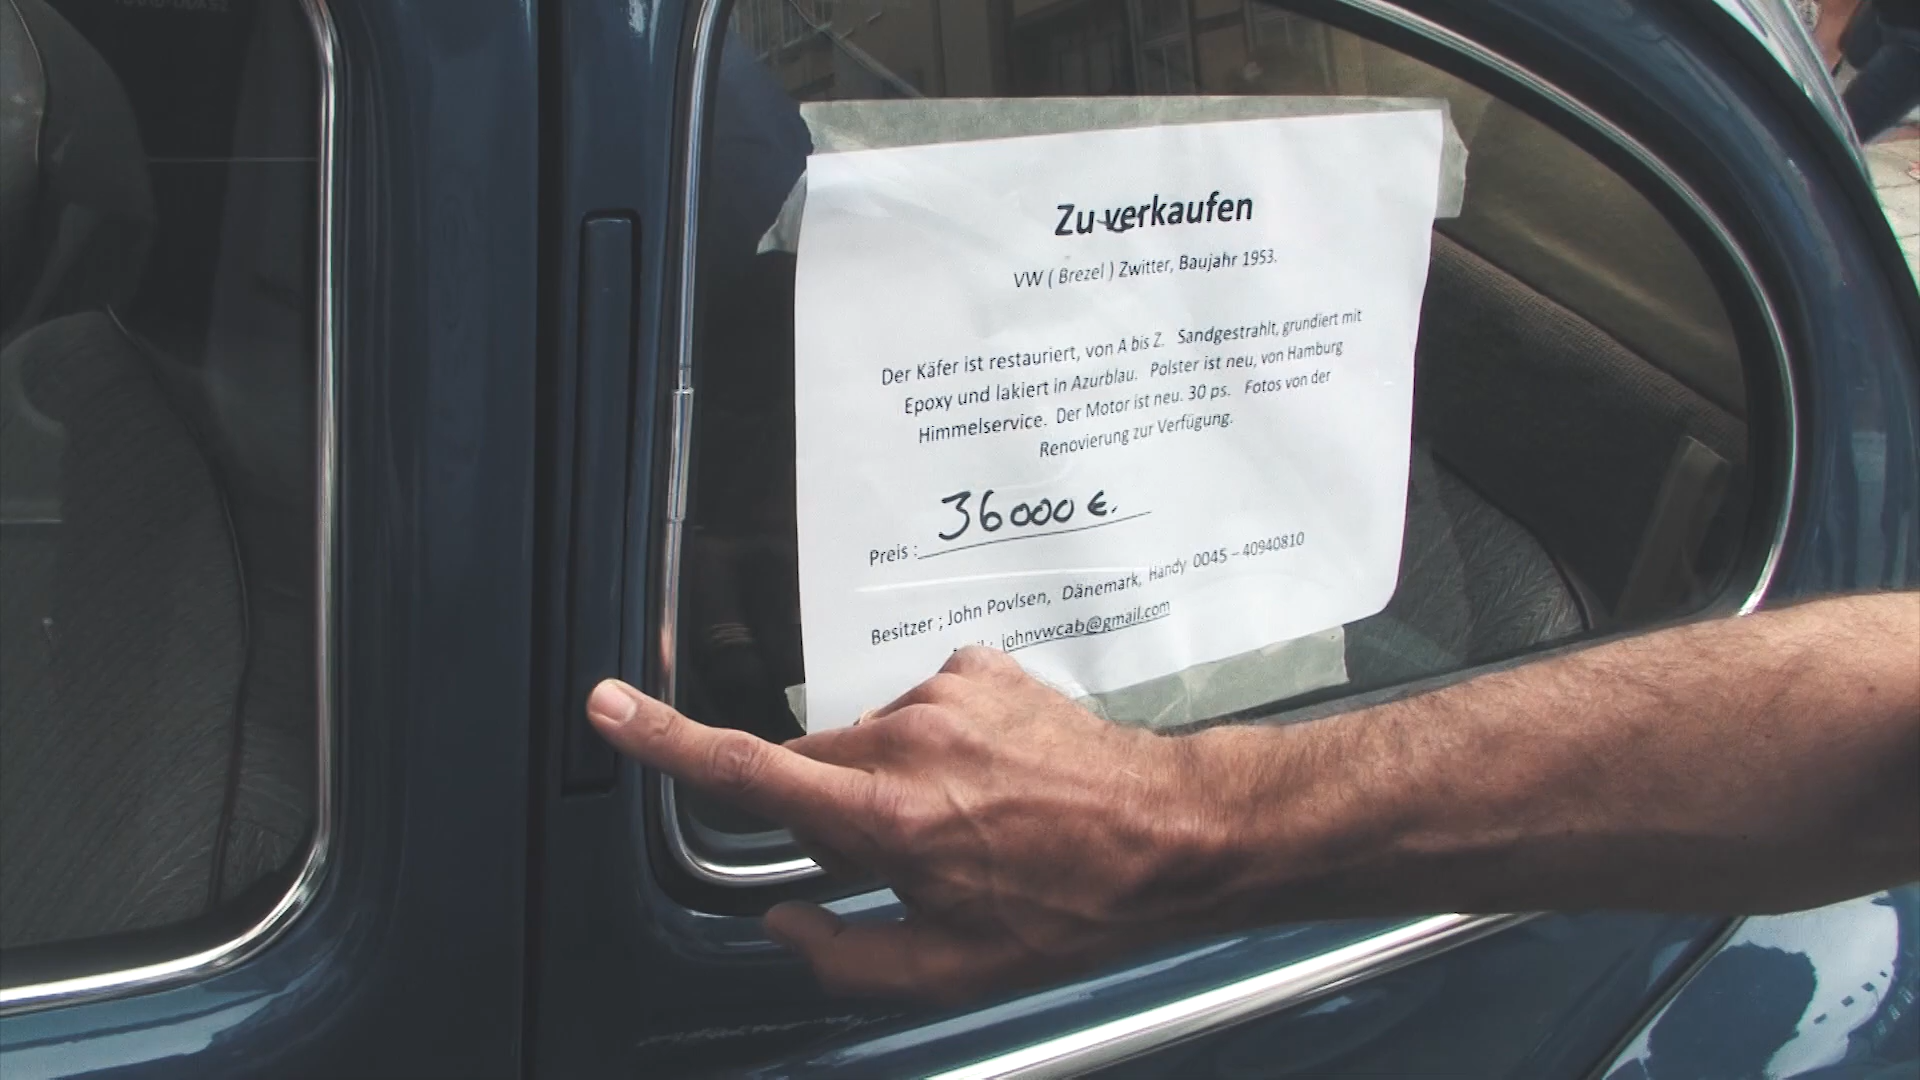 Zu verkaufen
VW ( Brezel ) Zwitter, Baujahr 1953.
Der Käfer ist restauriert, von A bis Z. Sandgestrahlt, grundiert mit
Epoxy und lakiert in Azurblau. Polster ist neu, von Hamburg
Himmelservice. Der Motor ist neu. 30 ps. Fotos von der
Renovierung zur Verfügung.
Preis : 36000 €.
Besitzer ; John Povlsen, Dänemark, Handy 0045 – 40940810
johnvwcab@gmail.com